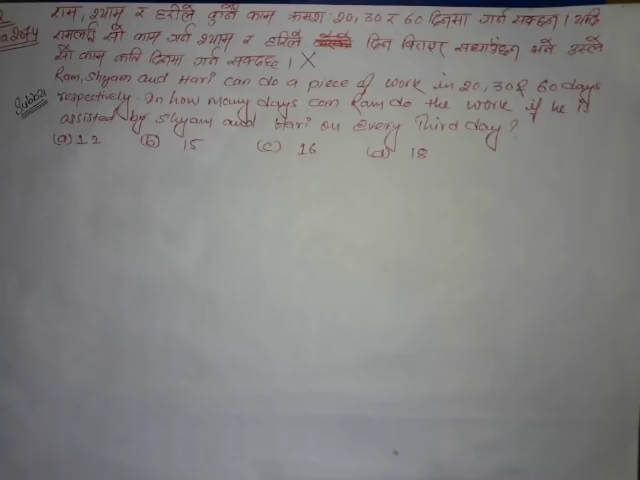 राम, श्याम र हरीले कुनै काम क्रमश: 20, 30 र 60 दिनमा गर्न सक्छन् । यदि
रामलाई सो काम गर्न श्याम र हरिले दिन बिराएर सघाउँछन् भने उसले
सो काम कति दिनमा गर्न सक्दछ । X
Ram, Shyam and Hari can do a piece of work in 20, 30 & 60 days
respectively. In how many days can Ram do the work if he is
assisted by Shyam and Hari on every Third day?
(a) 12 (b) 15 (c) 16 (d) 18